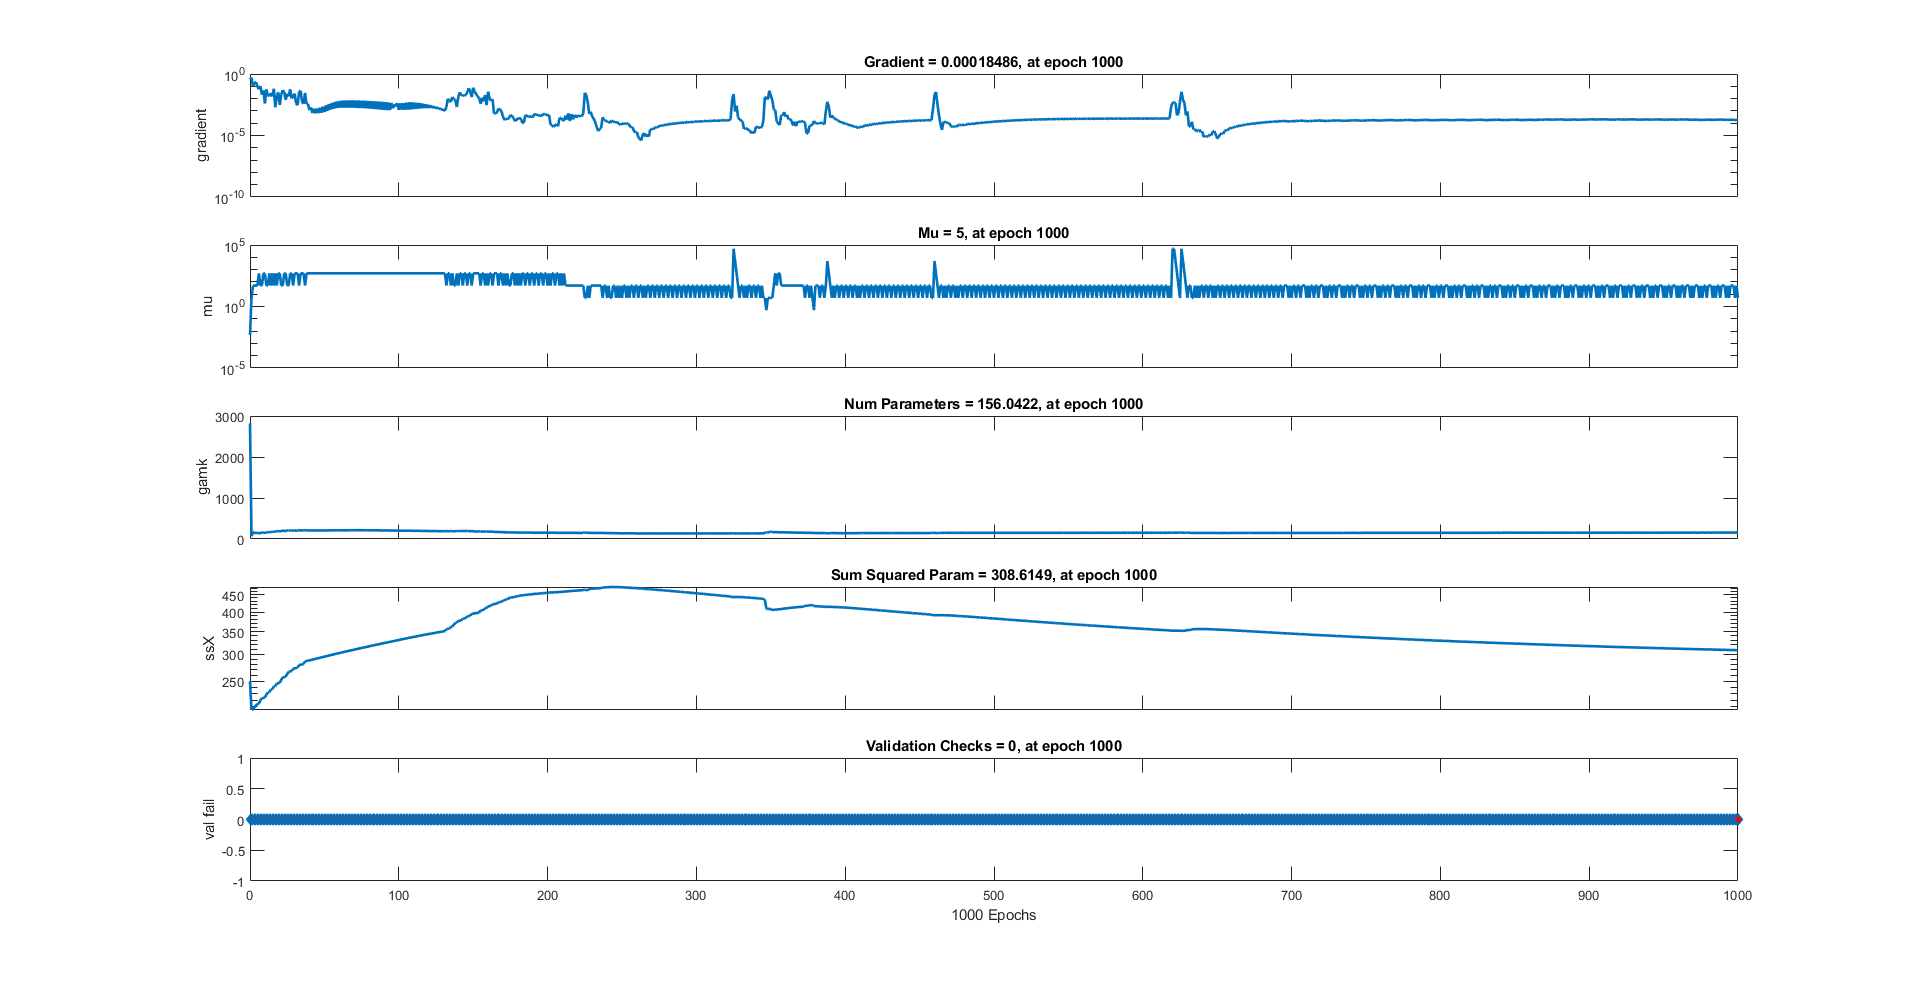 Gradient = 0.00018486, at epoch 1000
10^0
10^-5
10^-10
gradient
Mu = 5, at epoch 1000
10^5
10^0
10^-5
mu
Num Parameters = 156.0422, at epoch 1000
3000
2000
1000
0
gamk
Sum Squared Param = 308.6149, at epoch 1000
450
400
350
300
250
ssX
Validation Checks = 0, at epoch 1000
1
0.5
0
-0.5
-1
val fail
0 100 200 300 400 500 600 700 800 900 1000
1000 Epochs